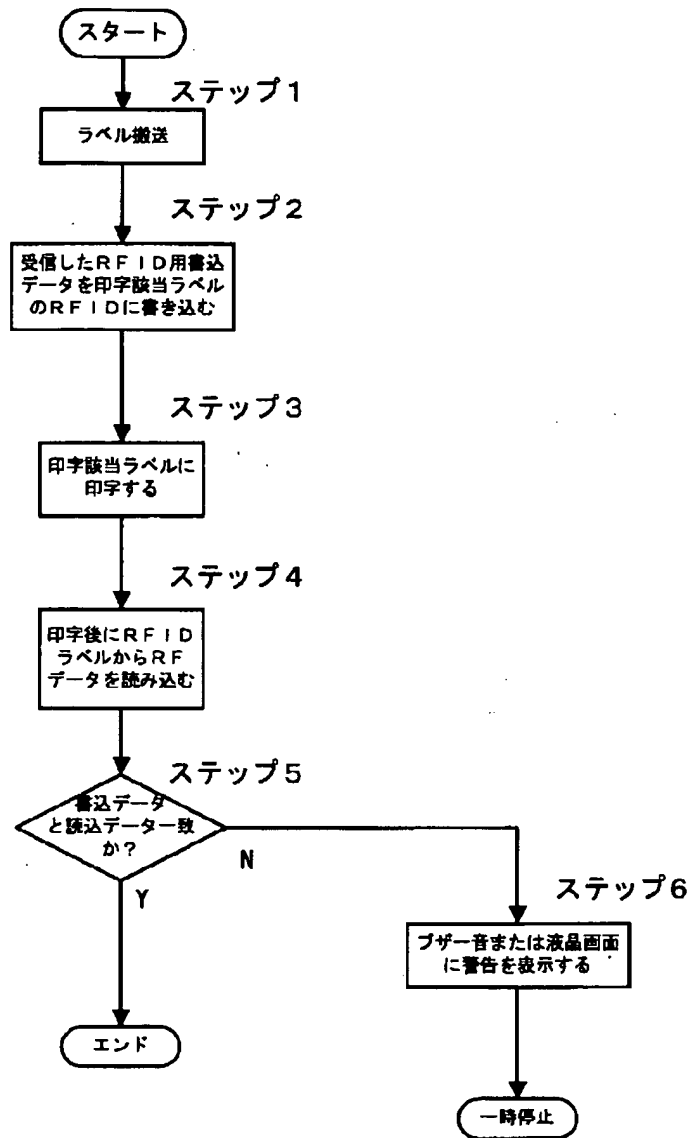 スタート
ステップ1
ラベル搬送
ステップ2
受信したRFID用書込
データを印字該当ラベル
のRFIDに書き込む
ステップ3
印字該当ラベルに
印字する
ステップ4
印字後にRFID
ラベルからRF
データを読み込む
ステップ5
書込データ
と読込データ一致
か?
N
Y
ステップ6
ブザー音または液晶画面
に警告を表示する
エンド
一時停止